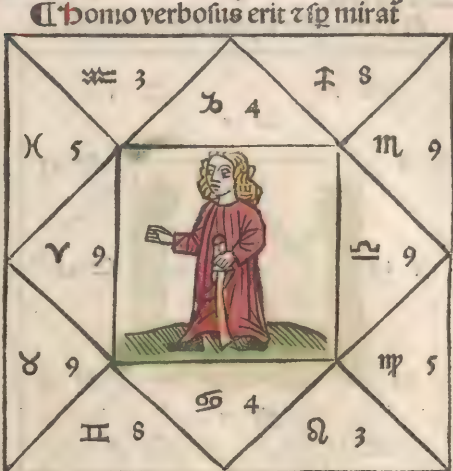 ¶ Homo verbosus erit ⁊ sp̱ mirat̄
♒ 3 ♑ 4 ♐ 8
♓ 5 ♏ 9
♈ 9 ♎ 9
♉ 9 ♍ 5
♊ 8 ♋ 4 ♌ 3